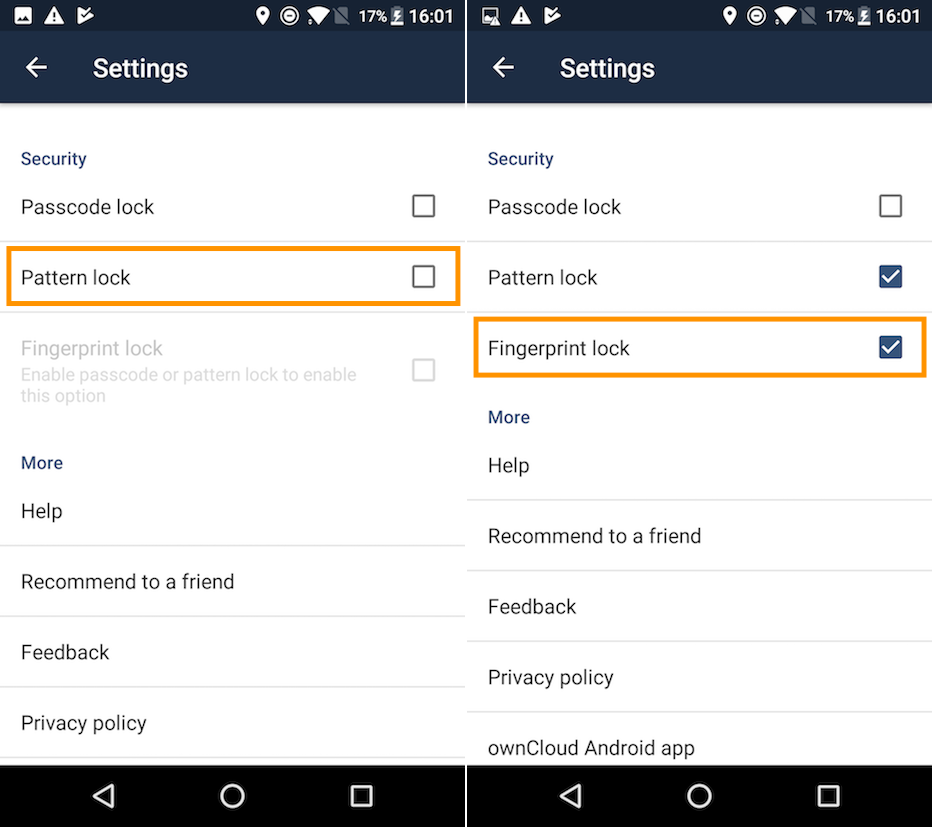 17% 16:01
Settings
Security
Passcode lock
Pattern lock
Fingerprint lock
Enable passcode or pattern lock to enable
this option
More
Help
Recommend to a friend
Feedback
Privacy policy
17% 16:01
Settings
Security
Passcode lock
Pattern lock
Fingerprint lock
More
Help
Recommend to a friend
Feedback
Privacy policy
ownCloud Android app